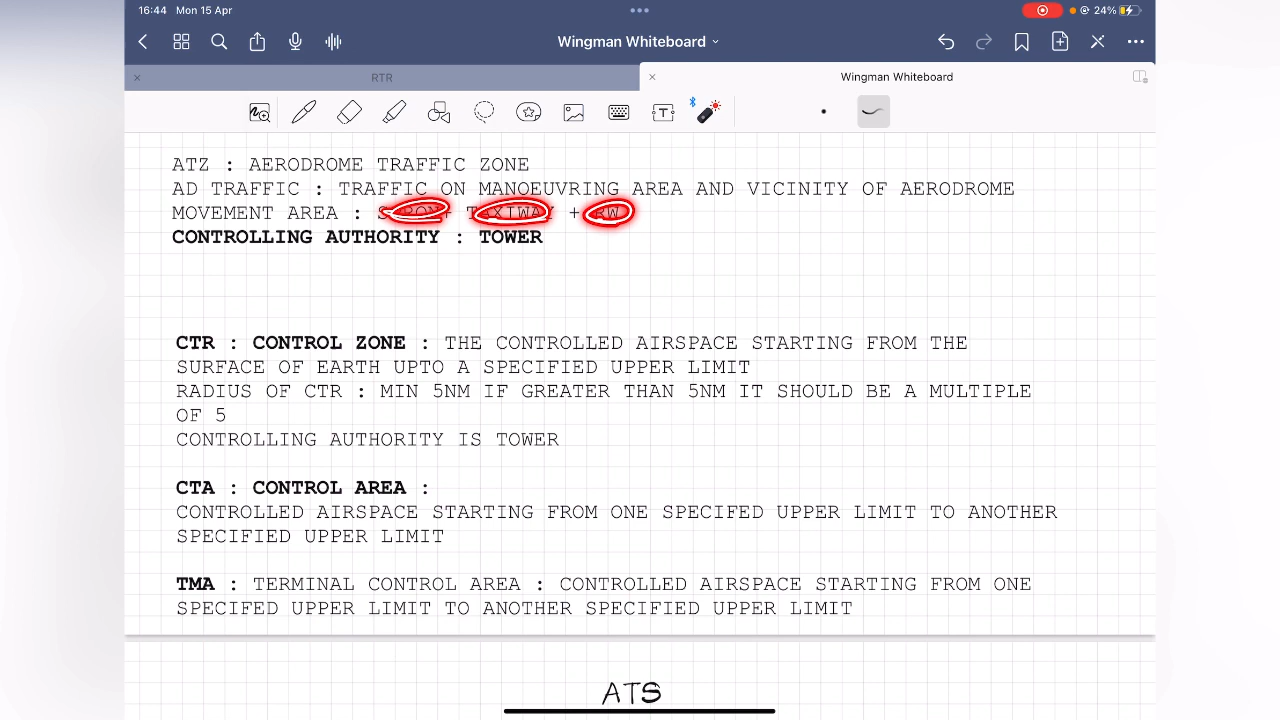 16:44 Mon 15 Apr
24%
Wingman Whiteboard
RTR
Wingman Whiteboard
ATZ : AERODROME TRAFFIC ZONE
AD TRAFFIC : TRAFFIC ON MANOEUVRING AREA AND VICINITY OF AERODROME
MOVEMENT AREA : + TAXIWAY + RW
CONTROLLING AUTHORITY : TOWER
CTR : CONTROL ZONE : THE CONTROLLED AIRSPACE STARTING FROM THE
SURFACE OF EARTH UPTO A SPECIFIED UPPER LIMIT
RADIUS OF CTR : MIN 5NM IF GREATER THAN 5NM IT SHOULD BE A MULTIPLE
OF 5
CONTROLLING AUTHORITY IS TOWER
CTA : CONTROL AREA :
CONTROLLED AIRSPACE STARTING FROM ONE SPECIFED UPPER LIMIT TO ANOTHER
SPECIFIED UPPER LIMIT
TMA : TERMINAL CONTROL AREA : CONTROLLED AIRSPACE STARTING FROM ONE
SPECIFED UPPER LIMIT TO ANOTHER SPECIFIED UPPER LIMIT
ATS